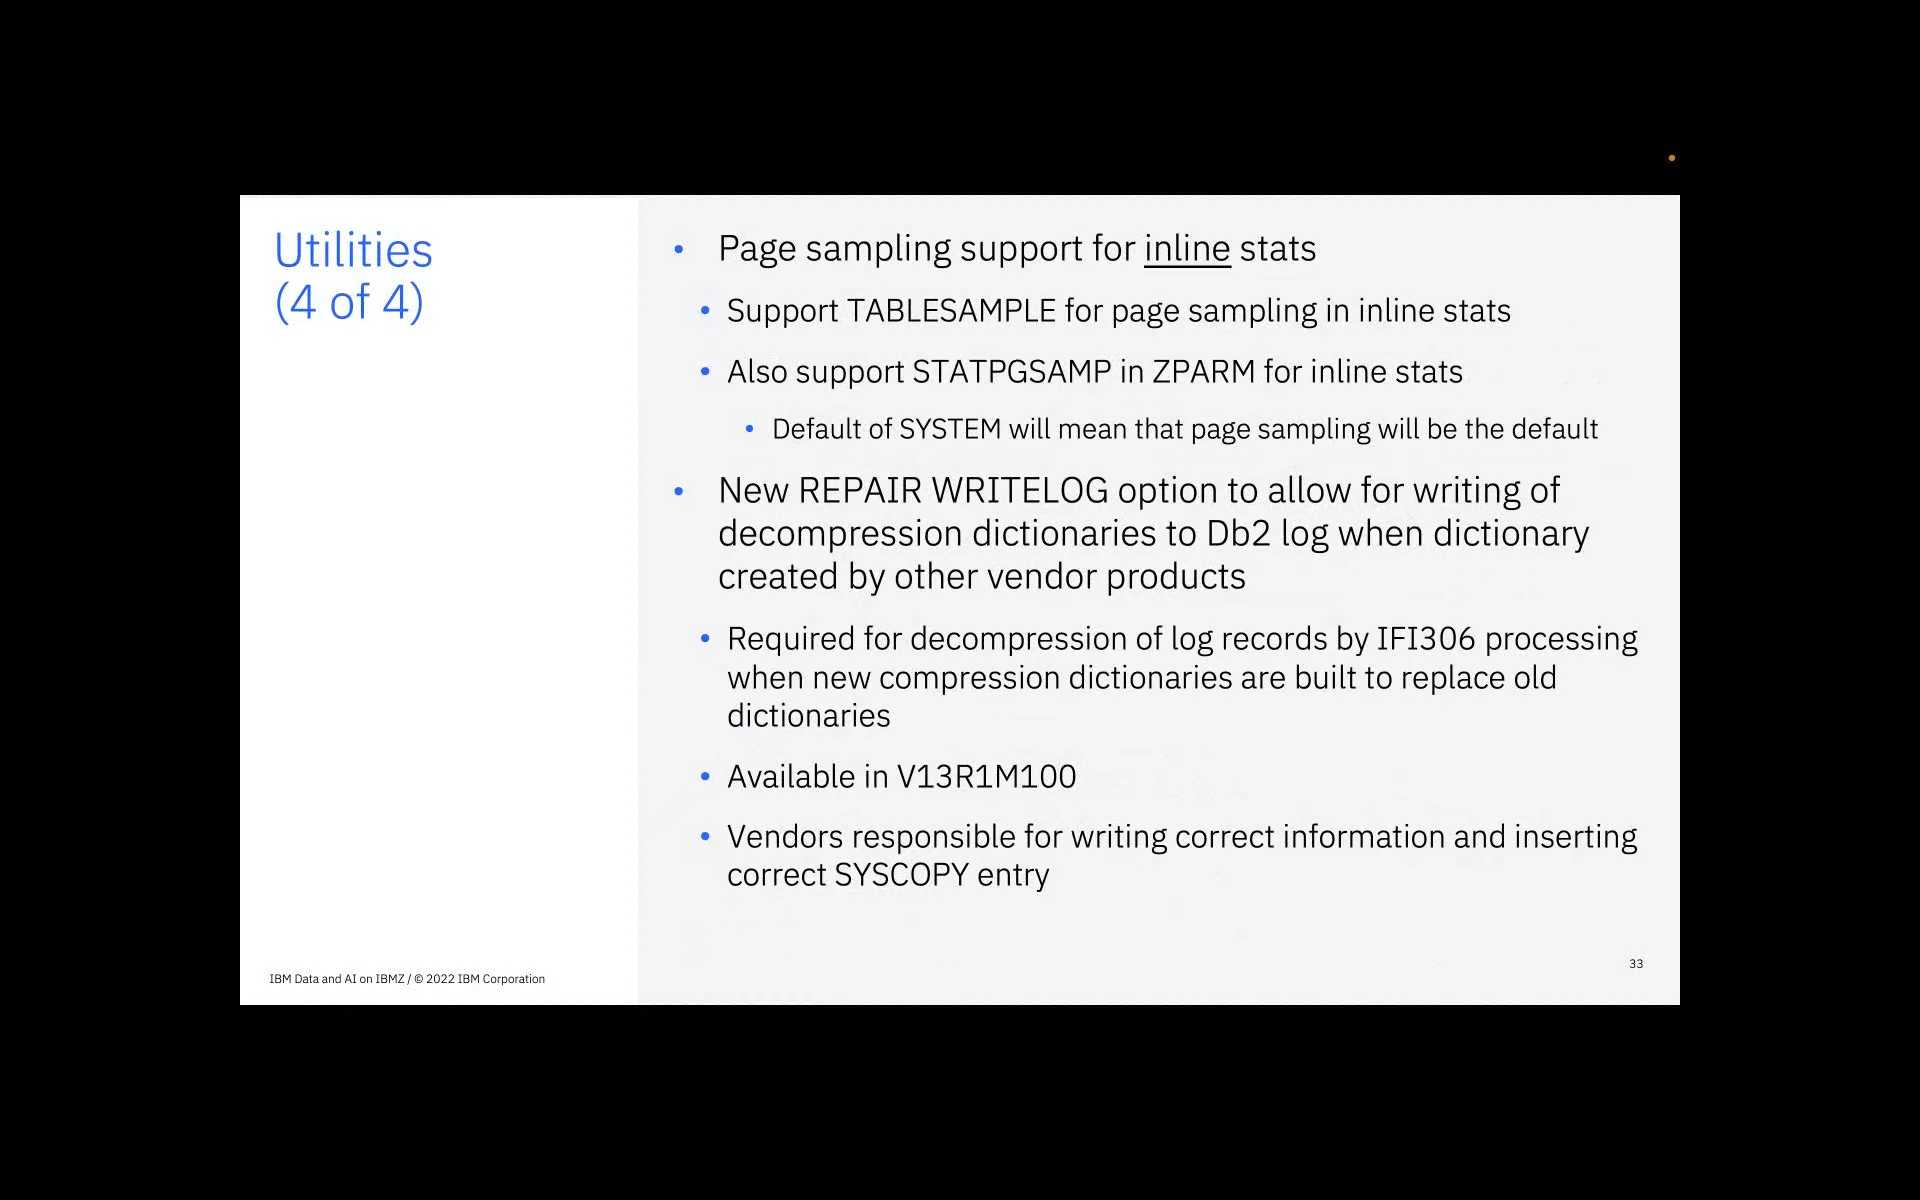 Utilities
(4 of 4)
• Page sampling support for inline stats
• Support TABLESAMPLE for page sampling in inline stats
• Also support STATPGSAMP in ZPARM for inline stats
• Default of SYSTEM will mean that page sampling will be the default
• New REPAIR WRITELOG option to allow for writing of
decompression dictionaries to Db2 log when dictionary
created by other vendor products
• Required for decompression of log records by IFI306 processing
when new compression dictionaries are built to replace old
dictionaries
• Available in V13R1M100
• Vendors responsible for writing correct information and inserting
correct SYSCOPY entry
IBM Data and AI on IBMZ / © 2022 IBM Corporation
33